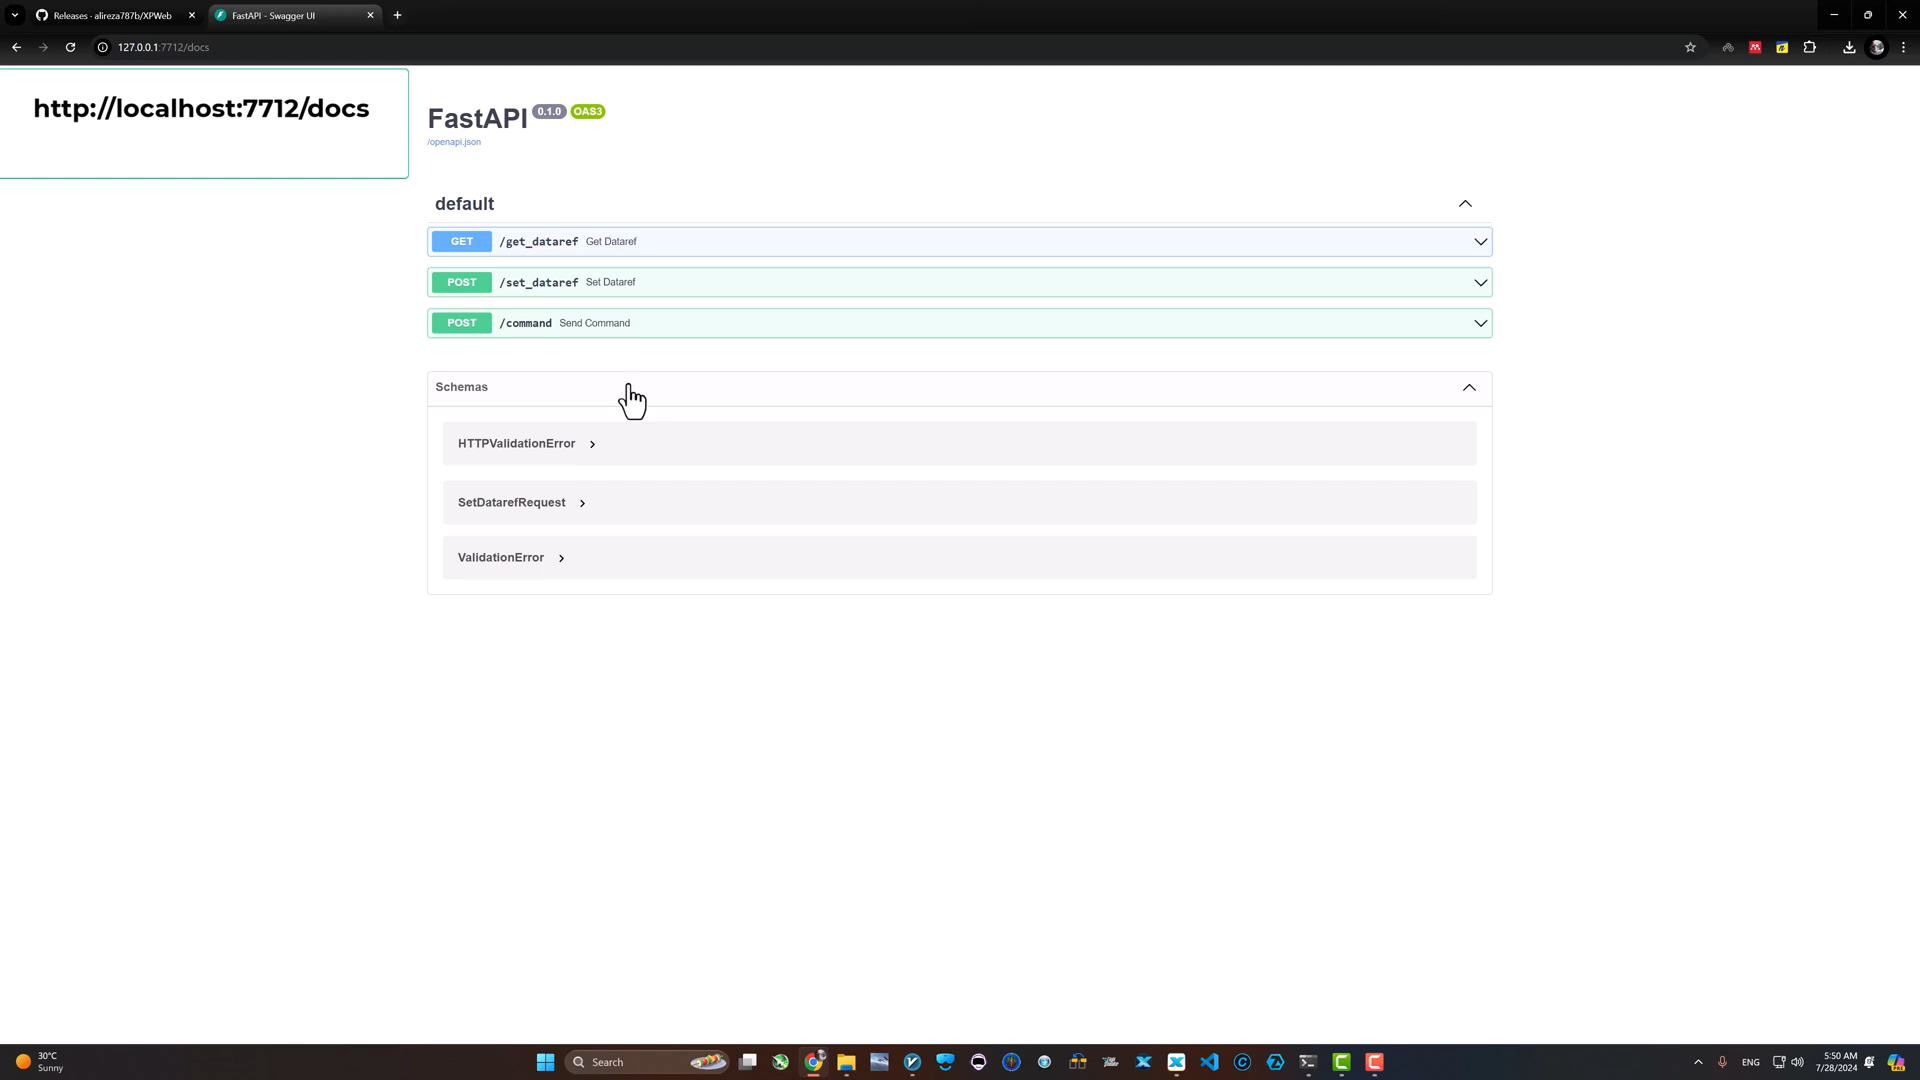 Releases · alireza787b/XPWeb
FastAPI - Swagger UI
127.0.0.1:7712/docs
http://localhost:7712/docs
FastAPI 0.1.0 OAS3
/openapi.json
default
GET /get_dataref Get Dataref
POST /set_dataref Set Dataref
POST /command Send Command
Schemas
HTTPValidationError
SetDatarefRequest
ValidationError
30°C
Sunny
Search
ENG
5:50 AM
7/28/2024